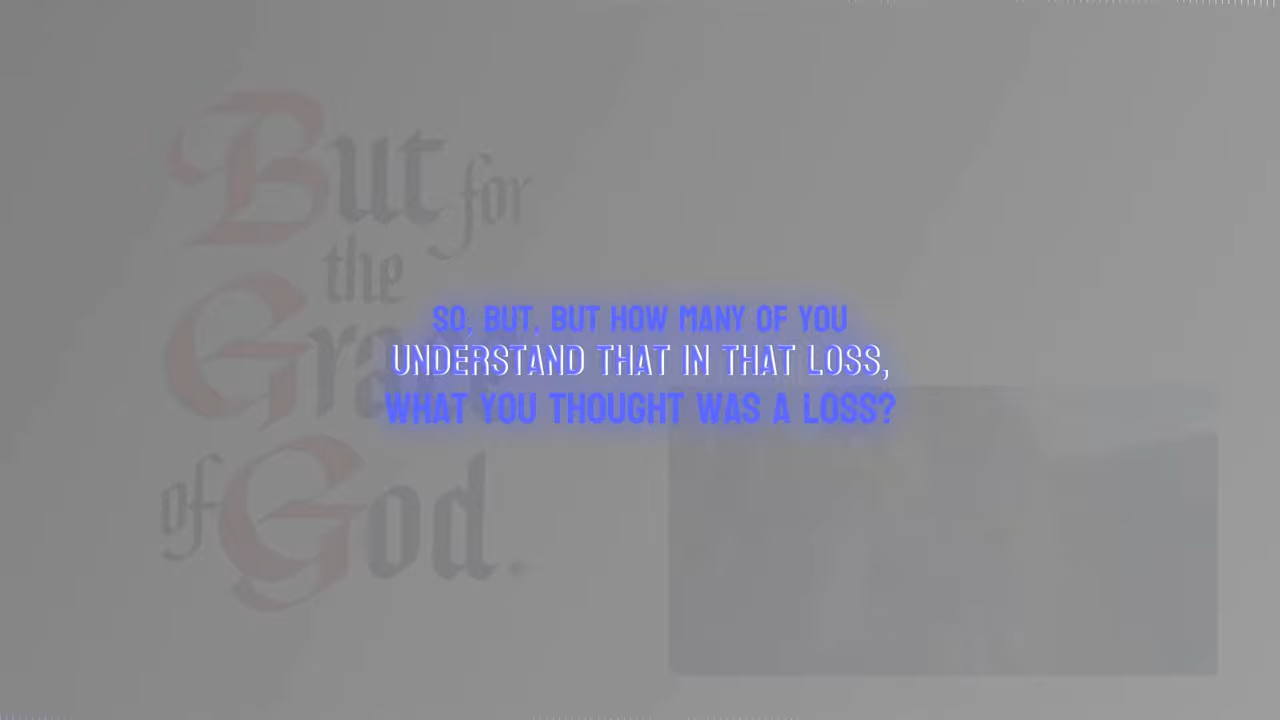 But for
the
Grace
of God.
SO, BUT, BUT HOW MANY OF YOU
UNDERSTAND THAT IN THAT LOSS,
WHAT YOU THOUGHT WAS A LOSS?